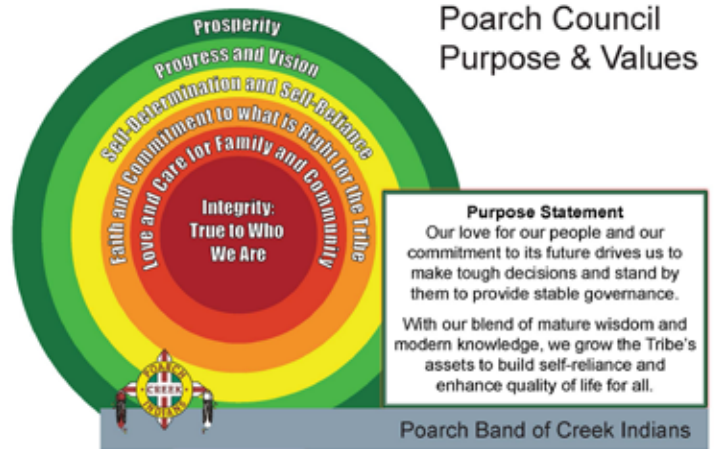 Poarch Council
Purpose & Values
Prosperity
Progress and Vision
Self-Determination and Self-Reliance
Faith and Commitment to what is Right for the Tribe
Love and Care for Family and Community
Integrity:
True to Who
We Are
Purpose Statement
Our love for our people and our
commitment to its future drives us to
make tough decisions and stand by
them to provide stable governance.
With our blend of mature wisdom and
modern knowledge, we grow the Tribe's
assets to build self-reliance and
enhance quality of life for all.
POARCH
CREEK
INDIANS
Poarch Band of Creek Indians